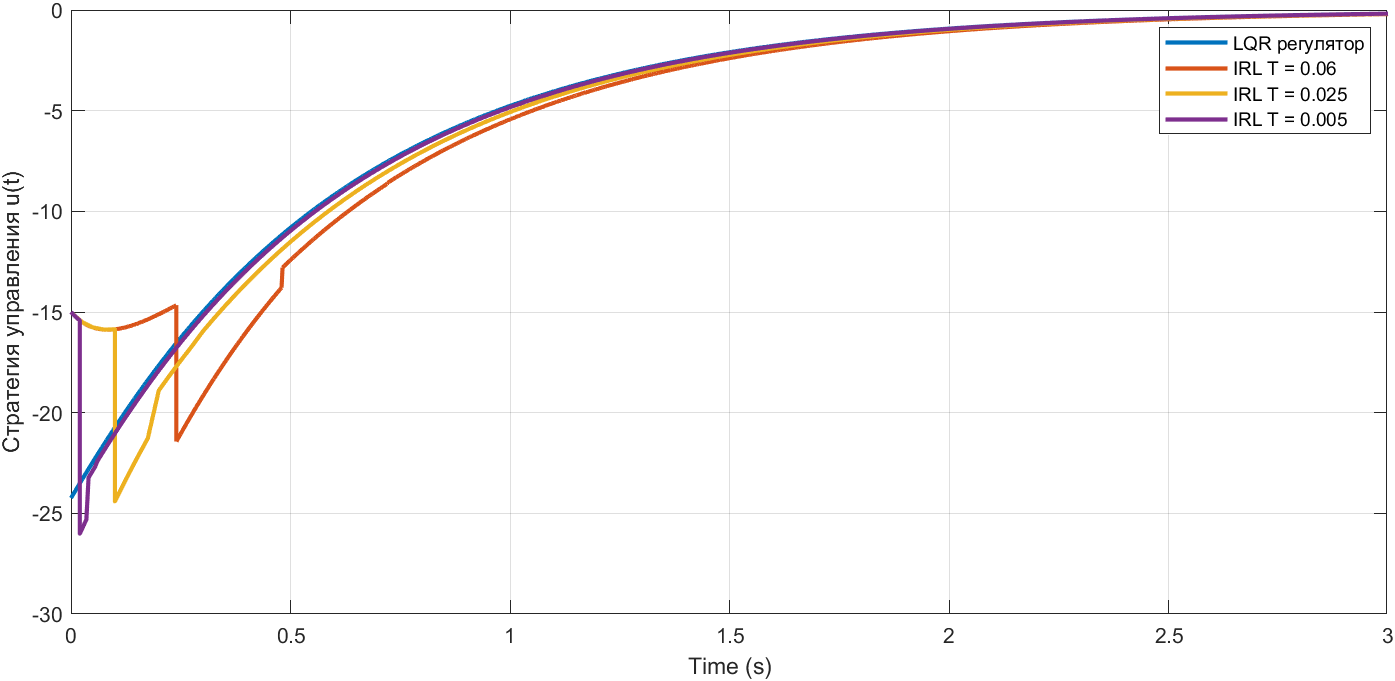 Стратегия управления u(t)
0
-5
-10
-15
-20
-25
-30
LQR регулятор
IRL T = 0.06
IRL T = 0.025
IRL T = 0.005
0
0.5
1
1.5
2
2.5
3
Time (s)